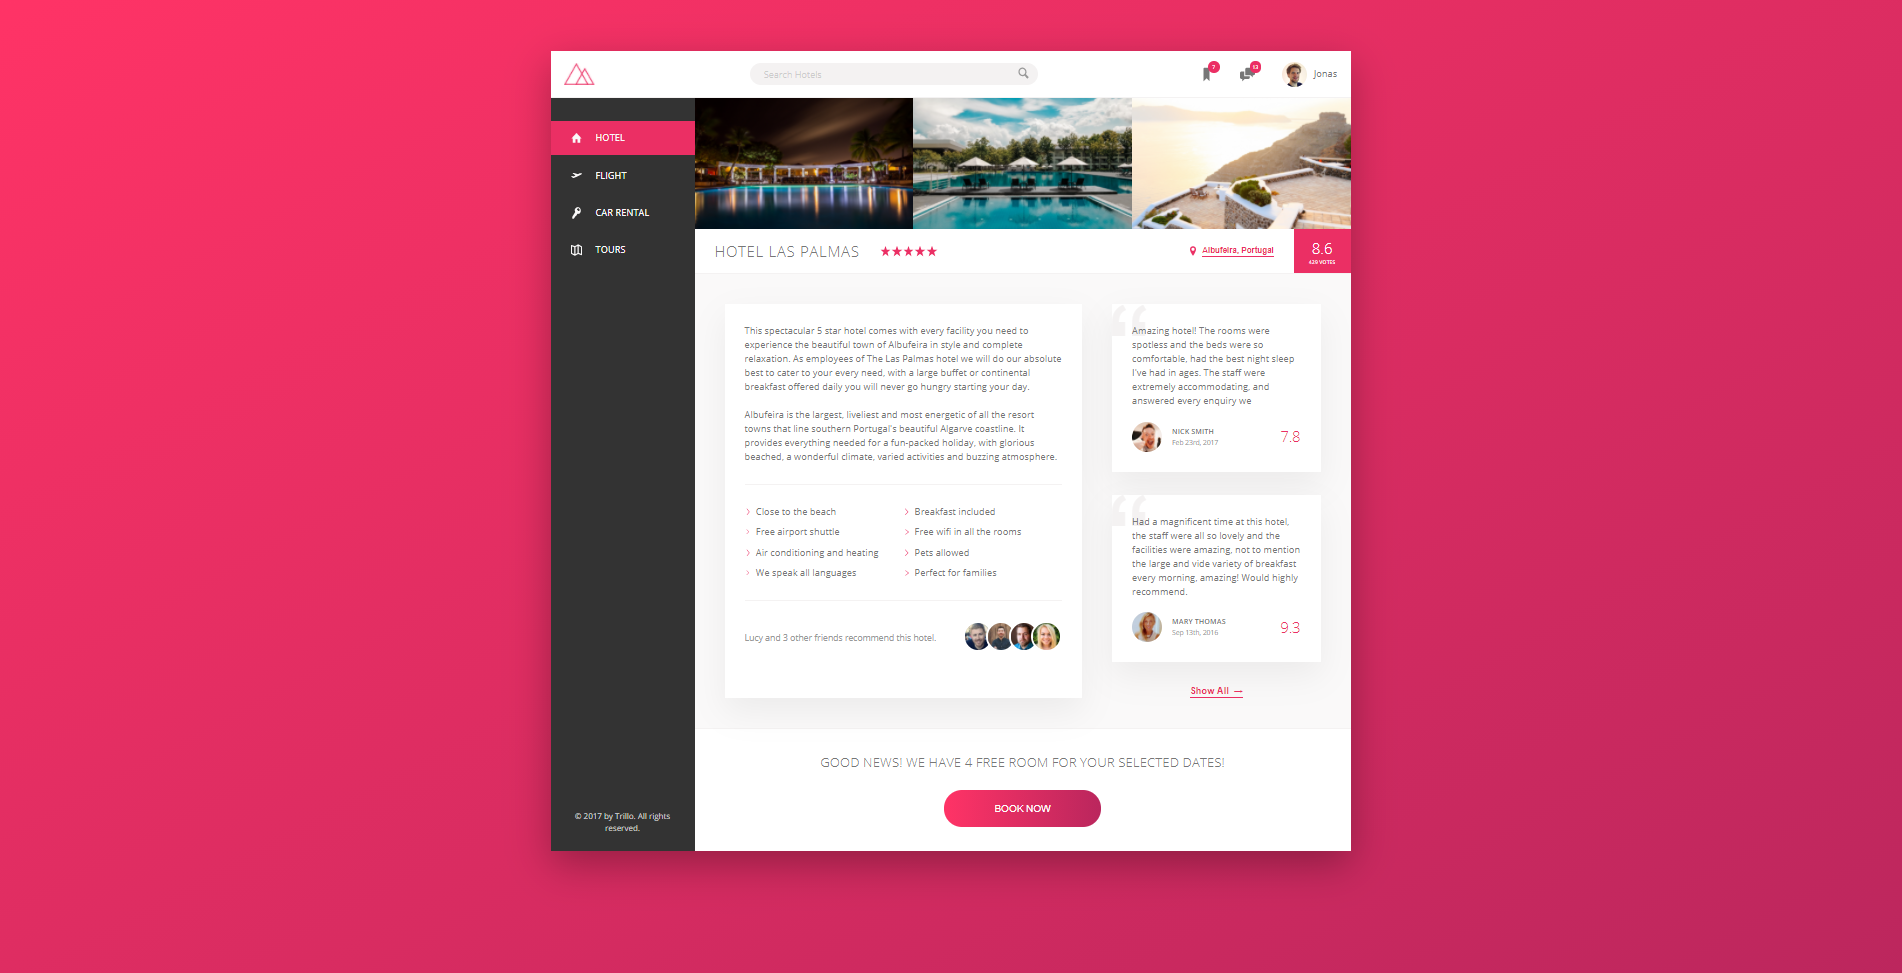 Search Hotels
7
13
Jonas
HOTEL
FLIGHT
CAR RENTAL
TOURS
© 2017 by Trillo. All rights
reserved.
HOTEL LAS PALMAS
Albufeira, Portugal
8.6
429 VOTES
This spectacular 5 star hotel comes with every facility you need to
experience the beautiful town of Albufeira in style and complete
relaxation. As employees of The Las Palmas hotel we will do our absolute
best to cater to your every need, with a large buffet or continental
breakfast offered daily you will never go hungry starting your day.
Albufeira is the largest, liveliest and most energetic of all the resort
towns that line southern Portugal's beautiful Algarve coastline. It
provides everything needed for a fun-packed holiday, with glorious
beached, a wonderful climate, varied activities and buzzing atmosphere.
Close to the beach
Breakfast included
Free airport shuttle
Free wifi in all the rooms
Air conditioning and heating
Pets allowed
We speak all languages
Perfect for families
Lucy and 3 other friends recommend this hotel.
“
Amazing hotel! The rooms were
spotless and the beds were so
comfortable, had the best night sleep
I've had in ages. The staff were
extremely accommodating, and
answered every enquiry we
NICK SMITH
Feb 23rd, 2017
7.8
“
Had a magnificent time at this hotel,
the staff were all so lovely and the
facilities were amazing, not to mention
the large and vide variety of breakfast
every morning, amazing! Would highly
recommend.
MARY THOMAS
Sep 13th, 2016
9.3
Show All →
GOOD NEWS! WE HAVE 4 FREE ROOM FOR YOUR SELECTED DATES!
BOOK NOW